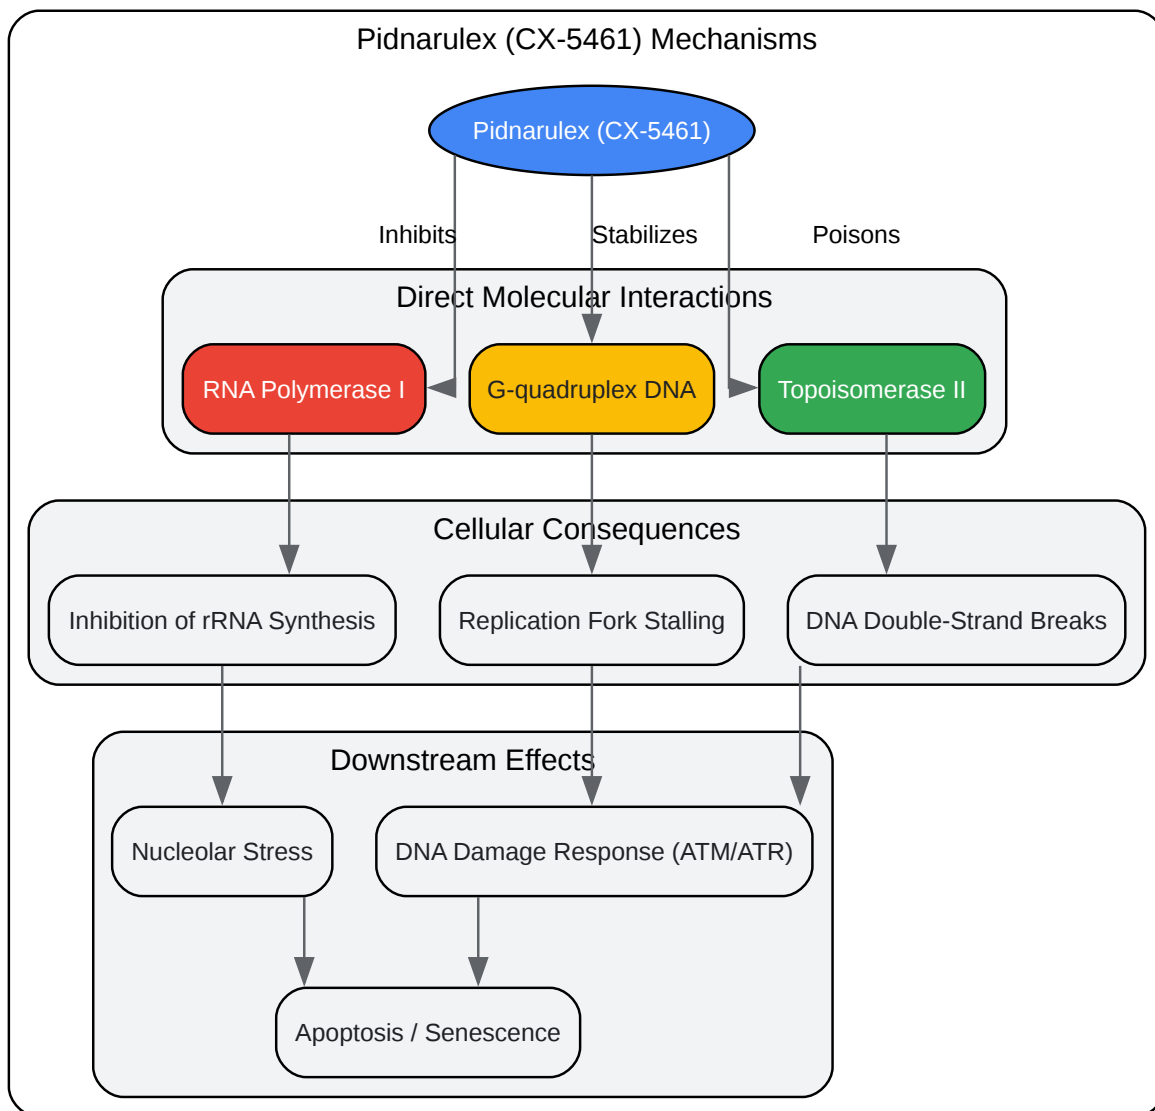 Pidnarulex (CX-5461) Mechanisms
Pidnarulex (CX-5461)
Inhibits
Stabilizes
Poisons
Direct Molecular Interactions
RNA Polymerase I
G-quadruplex DNA
Topoisomerase II
Cellular Consequences
Inhibition of rRNA Synthesis
Replication Fork Stalling
DNA Double-Strand Breaks
Downstream Effects
Nucleolar Stress
DNA Damage Response (ATM/ATR)
Apoptosis / Senescence